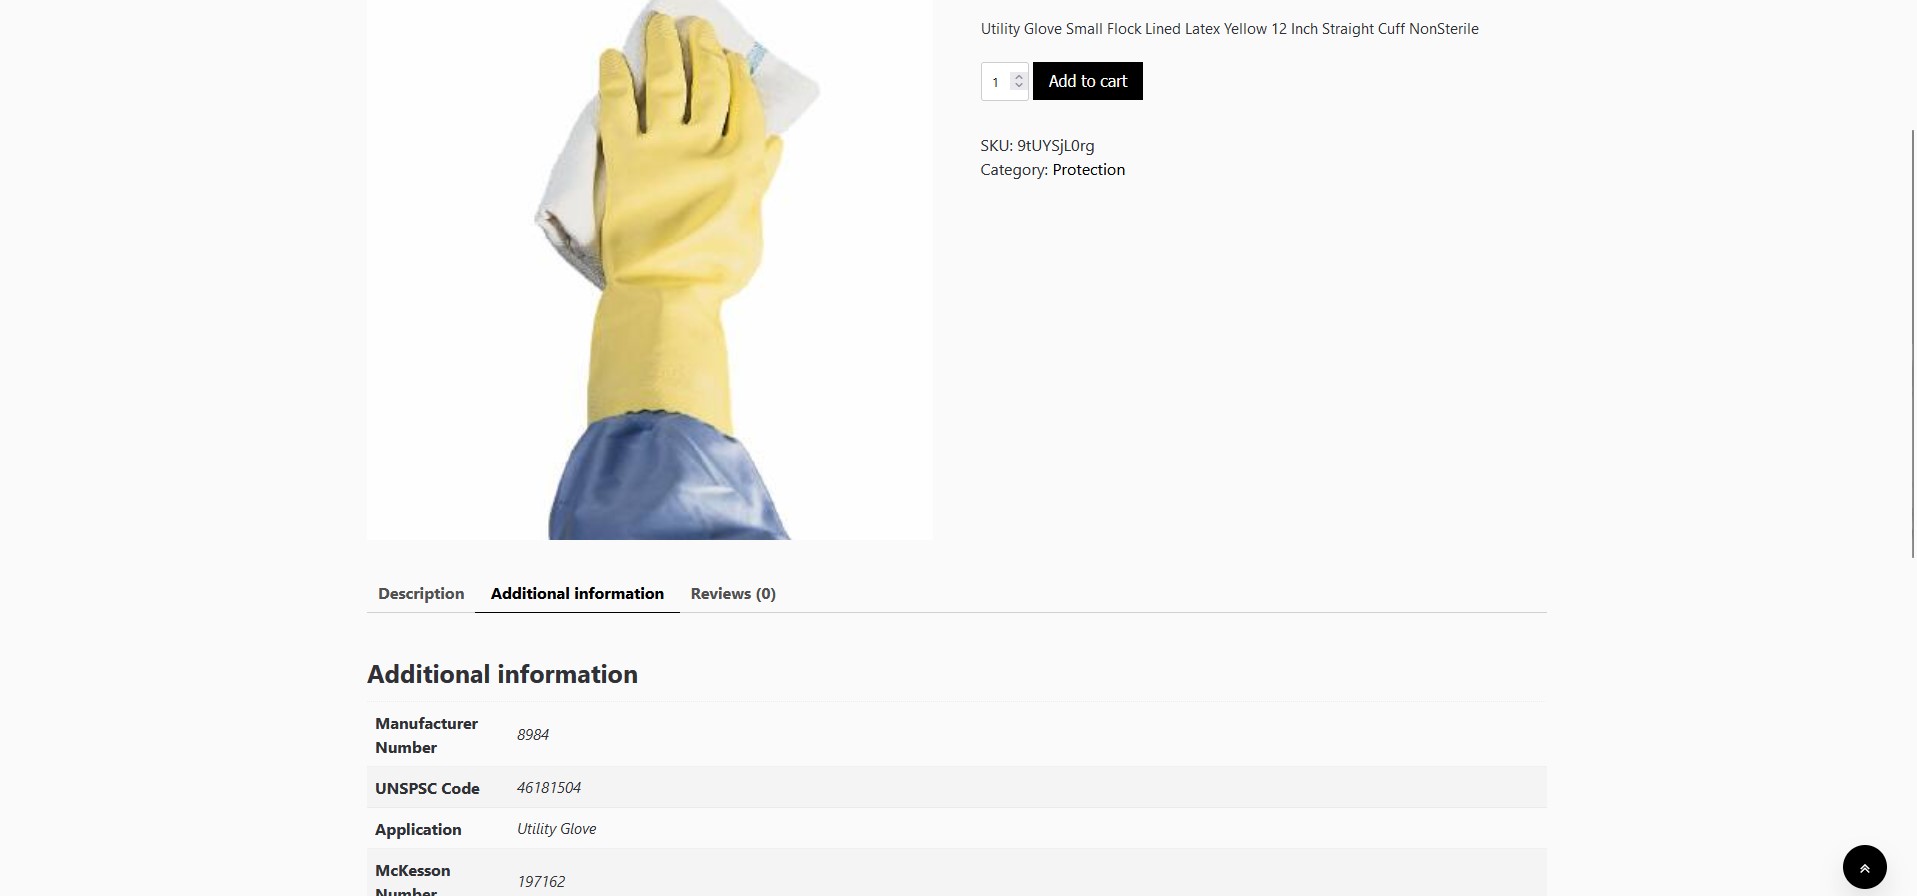 Utility Glove Small Flock Lined Latex Yellow 12 Inch Straight Cuff NonSterile
1 Add to cart
SKU: 9tUYSjL0rg
Category: Protection
Description Additional information Reviews (0)
Additional information
Manufacturer
Number 8984
UNSPSC Code 46181504
Application Utility Glove
McKesson
Number 197162